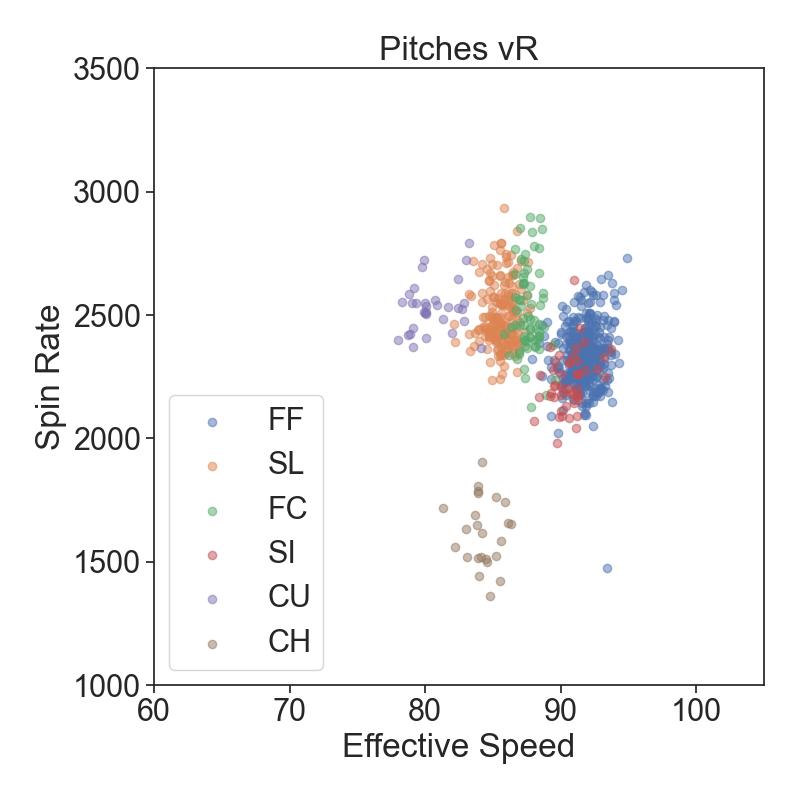 Pitches vR
3500
3000
2500
2000
1500
1000
Spin Rate
FF
SL
FC
SI
CU
CH
60 70 80 90 100
Effective Speed